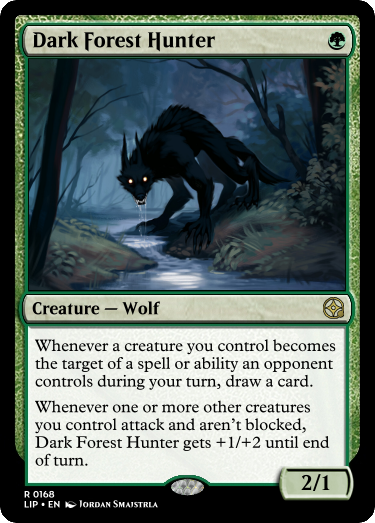 Dark Forest Hunter
Creature — Wolf
Whenever a creature you control becomes
the target of a spell or ability an opponent
controls during your turn, draw a card.
Whenever one or more other creatures
you control attack and aren't blocked,
Dark Forest Hunter gets +1/+2 until end
of turn.
2/1
R 0168
LIP • EN Jordan Smajstrla